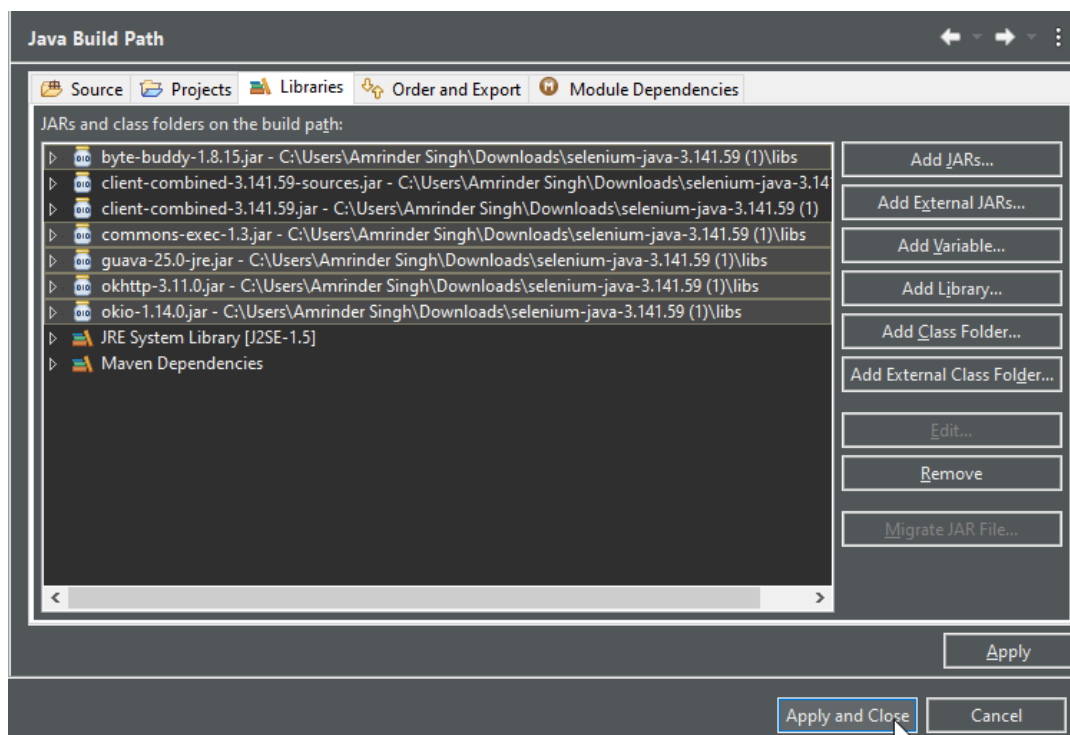 Java Build Path
Source Projects Libraries Order and Export Module Dependencies
JARs and class folders on the build path:
byte-buddy-1.8.15.jar - C:\Users\Amrinder Singh\Downloads\selenium-java-3.141.59 (1)\libs
client-combined-3.141.59-sources.jar - C:\Users\Amrinder Singh\Downloads\selenium-java-3.14
client-combined-3.141.59.jar - C:\Users\Amrinder Singh\Downloads\selenium-java-3.141.59 (1)
commons-exec-1.3.jar - C:\Users\Amrinder Singh\Downloads\selenium-java-3.141.59 (1)\libs
guava-25.0-jre.jar - C:\Users\Amrinder Singh\Downloads\selenium-java-3.141.59 (1)\libs
okhttp-3.11.0.jar - C:\Users\Amrinder Singh\Downloads\selenium-java-3.141.59 (1)\libs
okio-1.14.0.jar - C:\Users\Amrinder Singh\Downloads\selenium-java-3.141.59 (1)\libs
JRE System Library [J2SE-1.5]
Maven Dependencies
Add JARs...
Add External JARs...
Add Variable...
Add Library...
Add Class Folder...
Add External Class Folder...
Edit...
Remove
Migrate JAR File...
Apply
Apply and Close
Cancel